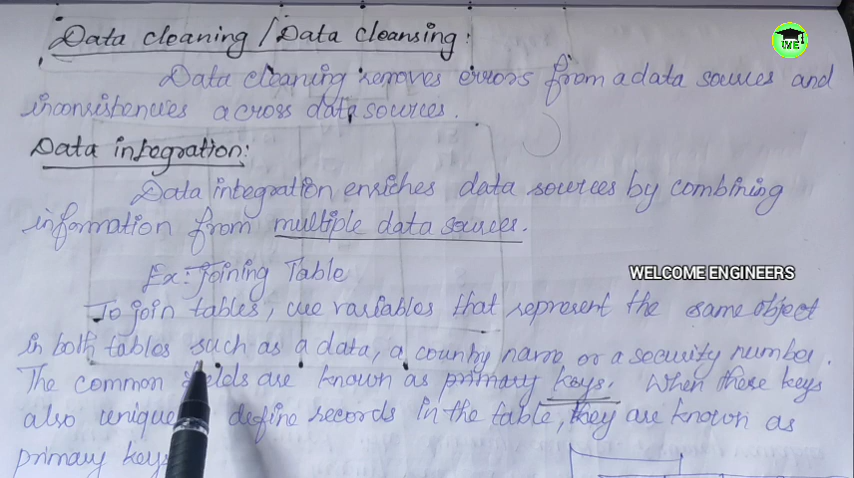 Data cleaning / Data cleansing:
IME
Data cleaning removes errors from a data sources and
inconsistencies across data sources.
Data integration:
Data integration enriches data sources by combining
information from multiple data sources.
Ex: Joining Table
WELCOME ENGINEERS
To join tables, use variables that represent the same object
in both tables such as a data, a country name or a security number.
The common fields are known as primary keys. When these keys
also unique define records in the table, they are known as
primary keys